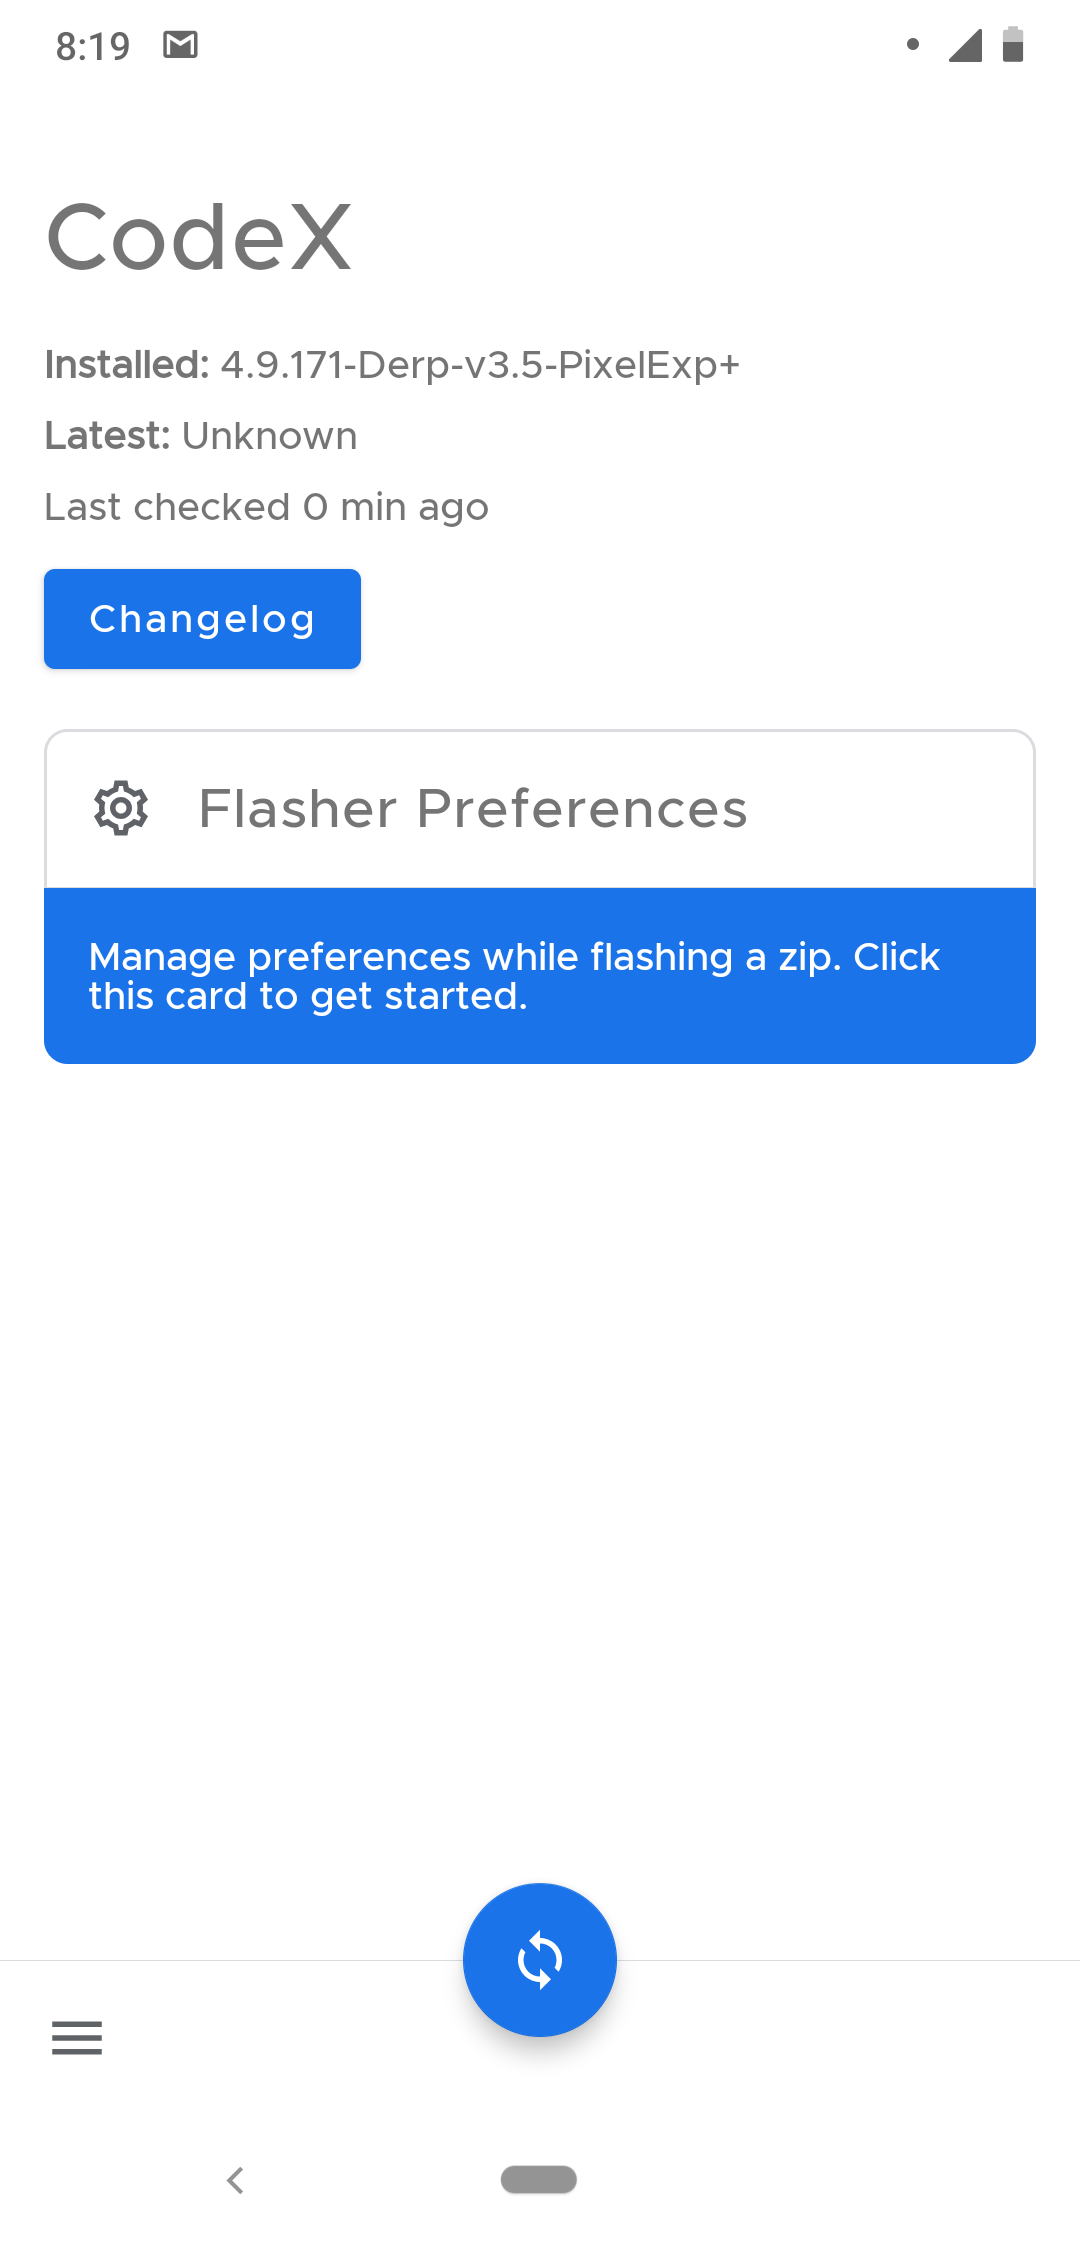 8:19
CodeX
Installed: 4.9.171-Derp-v3.5-PixelExp+
Latest: Unknown
Last checked 0 min ago
Changelog
Flasher Preferences
Manage preferences while flashing a zip. Click
this card to get started.